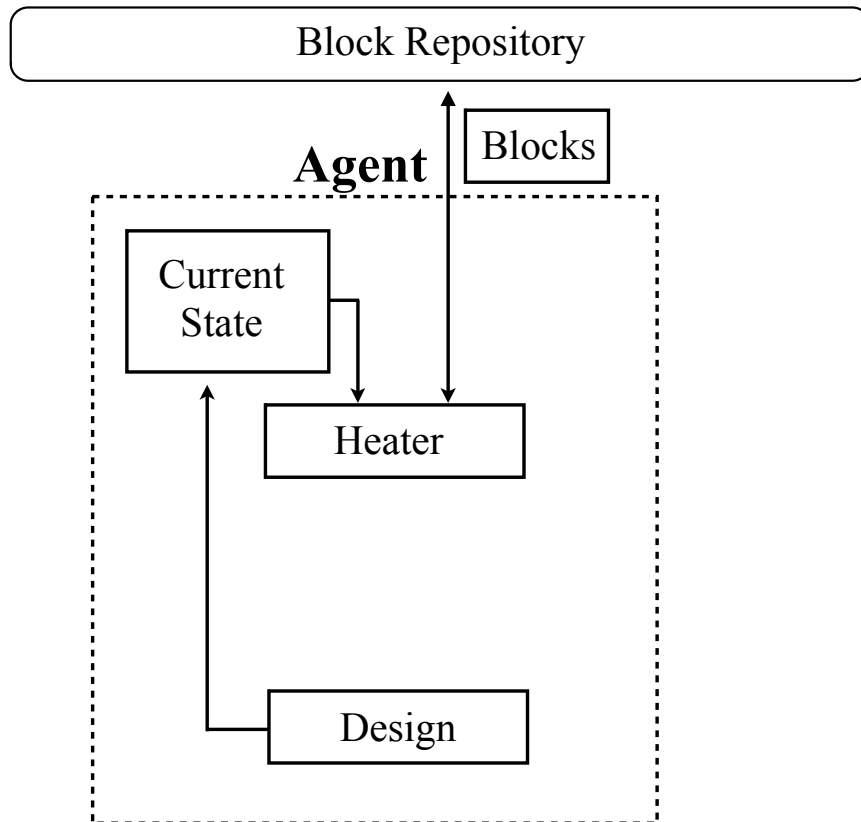 Block Repository
Blocks
Agent
Current
State
Heater
Design